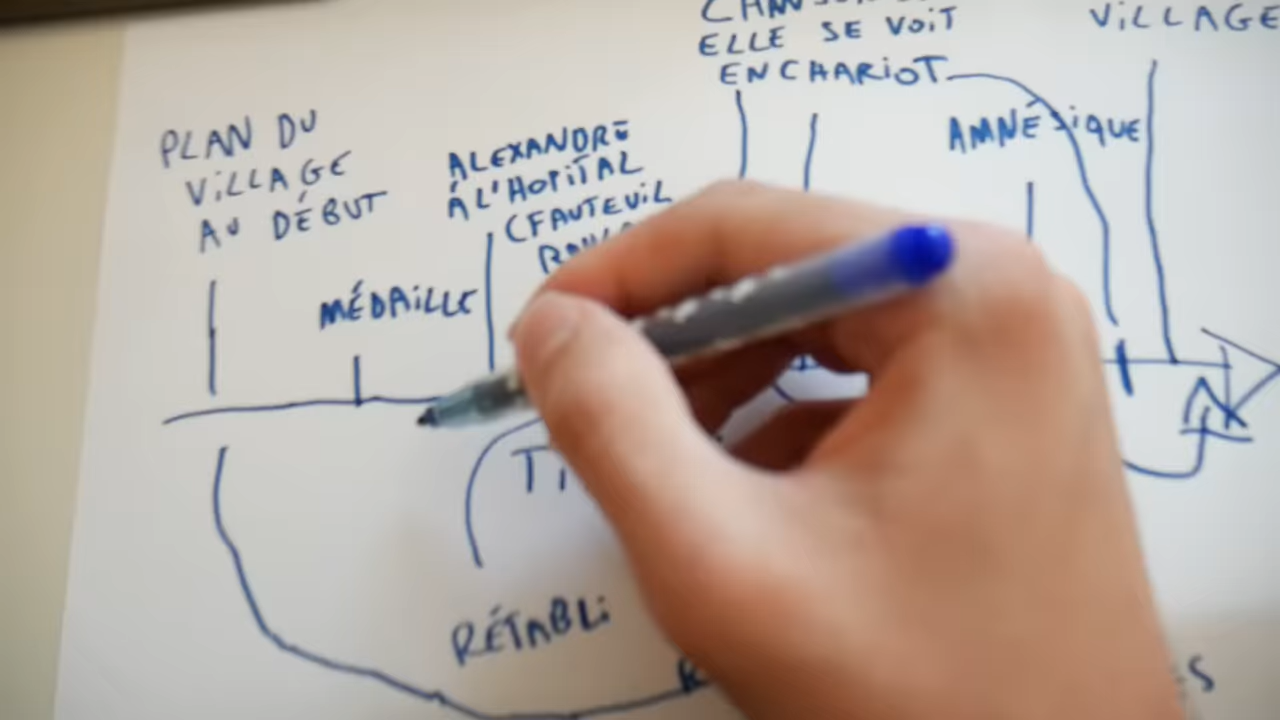 PLAN DU
VILLAGE
AU DÉBUT
MÉDAILLE
ALEXANDRE
À L'HOPITAL
(FAUTEUIL
ELLE SE VOIT
EN CHARIOT
AMNÉSIQUE
VILLAGE
RÉTABLI